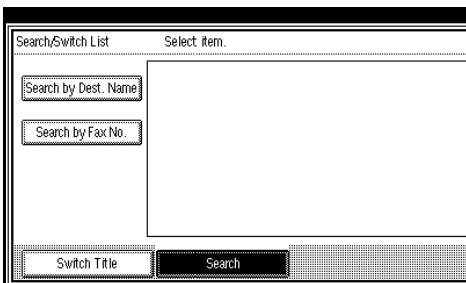 Search/Switch List Select item.
Search by Dest. Name
Search by Fax No.
Switch Title Search